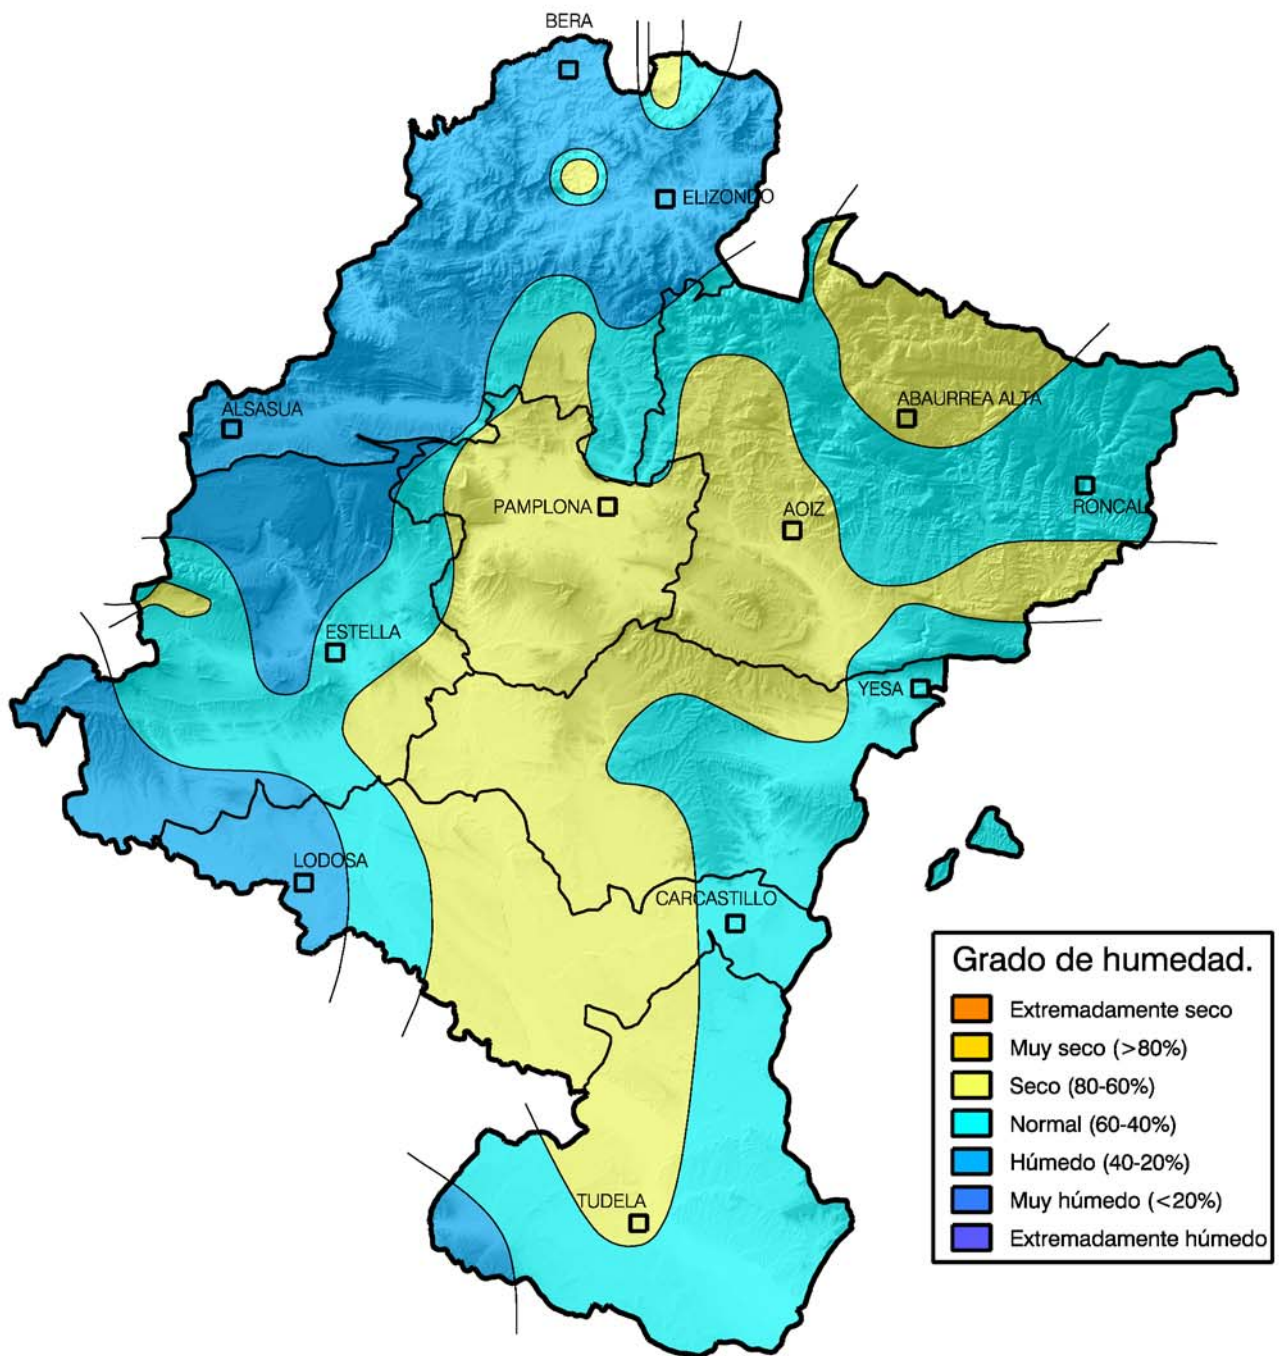 BERA
ELIZONDO
ALSASUA
ABAURREA ALTA
PAMPLONA
AOIZ
RONCAL
ESTELLA
YESA
LODOSA
CARCASTILLO
TUDELA
Grado de humedad.
Extremadamente seco
Muy seco (>80%)
Seco (80-60%)
Normal (60-40%)
Húmedo (40-20%)
Muy húmedo (<20%)
Extremadamente húmedo